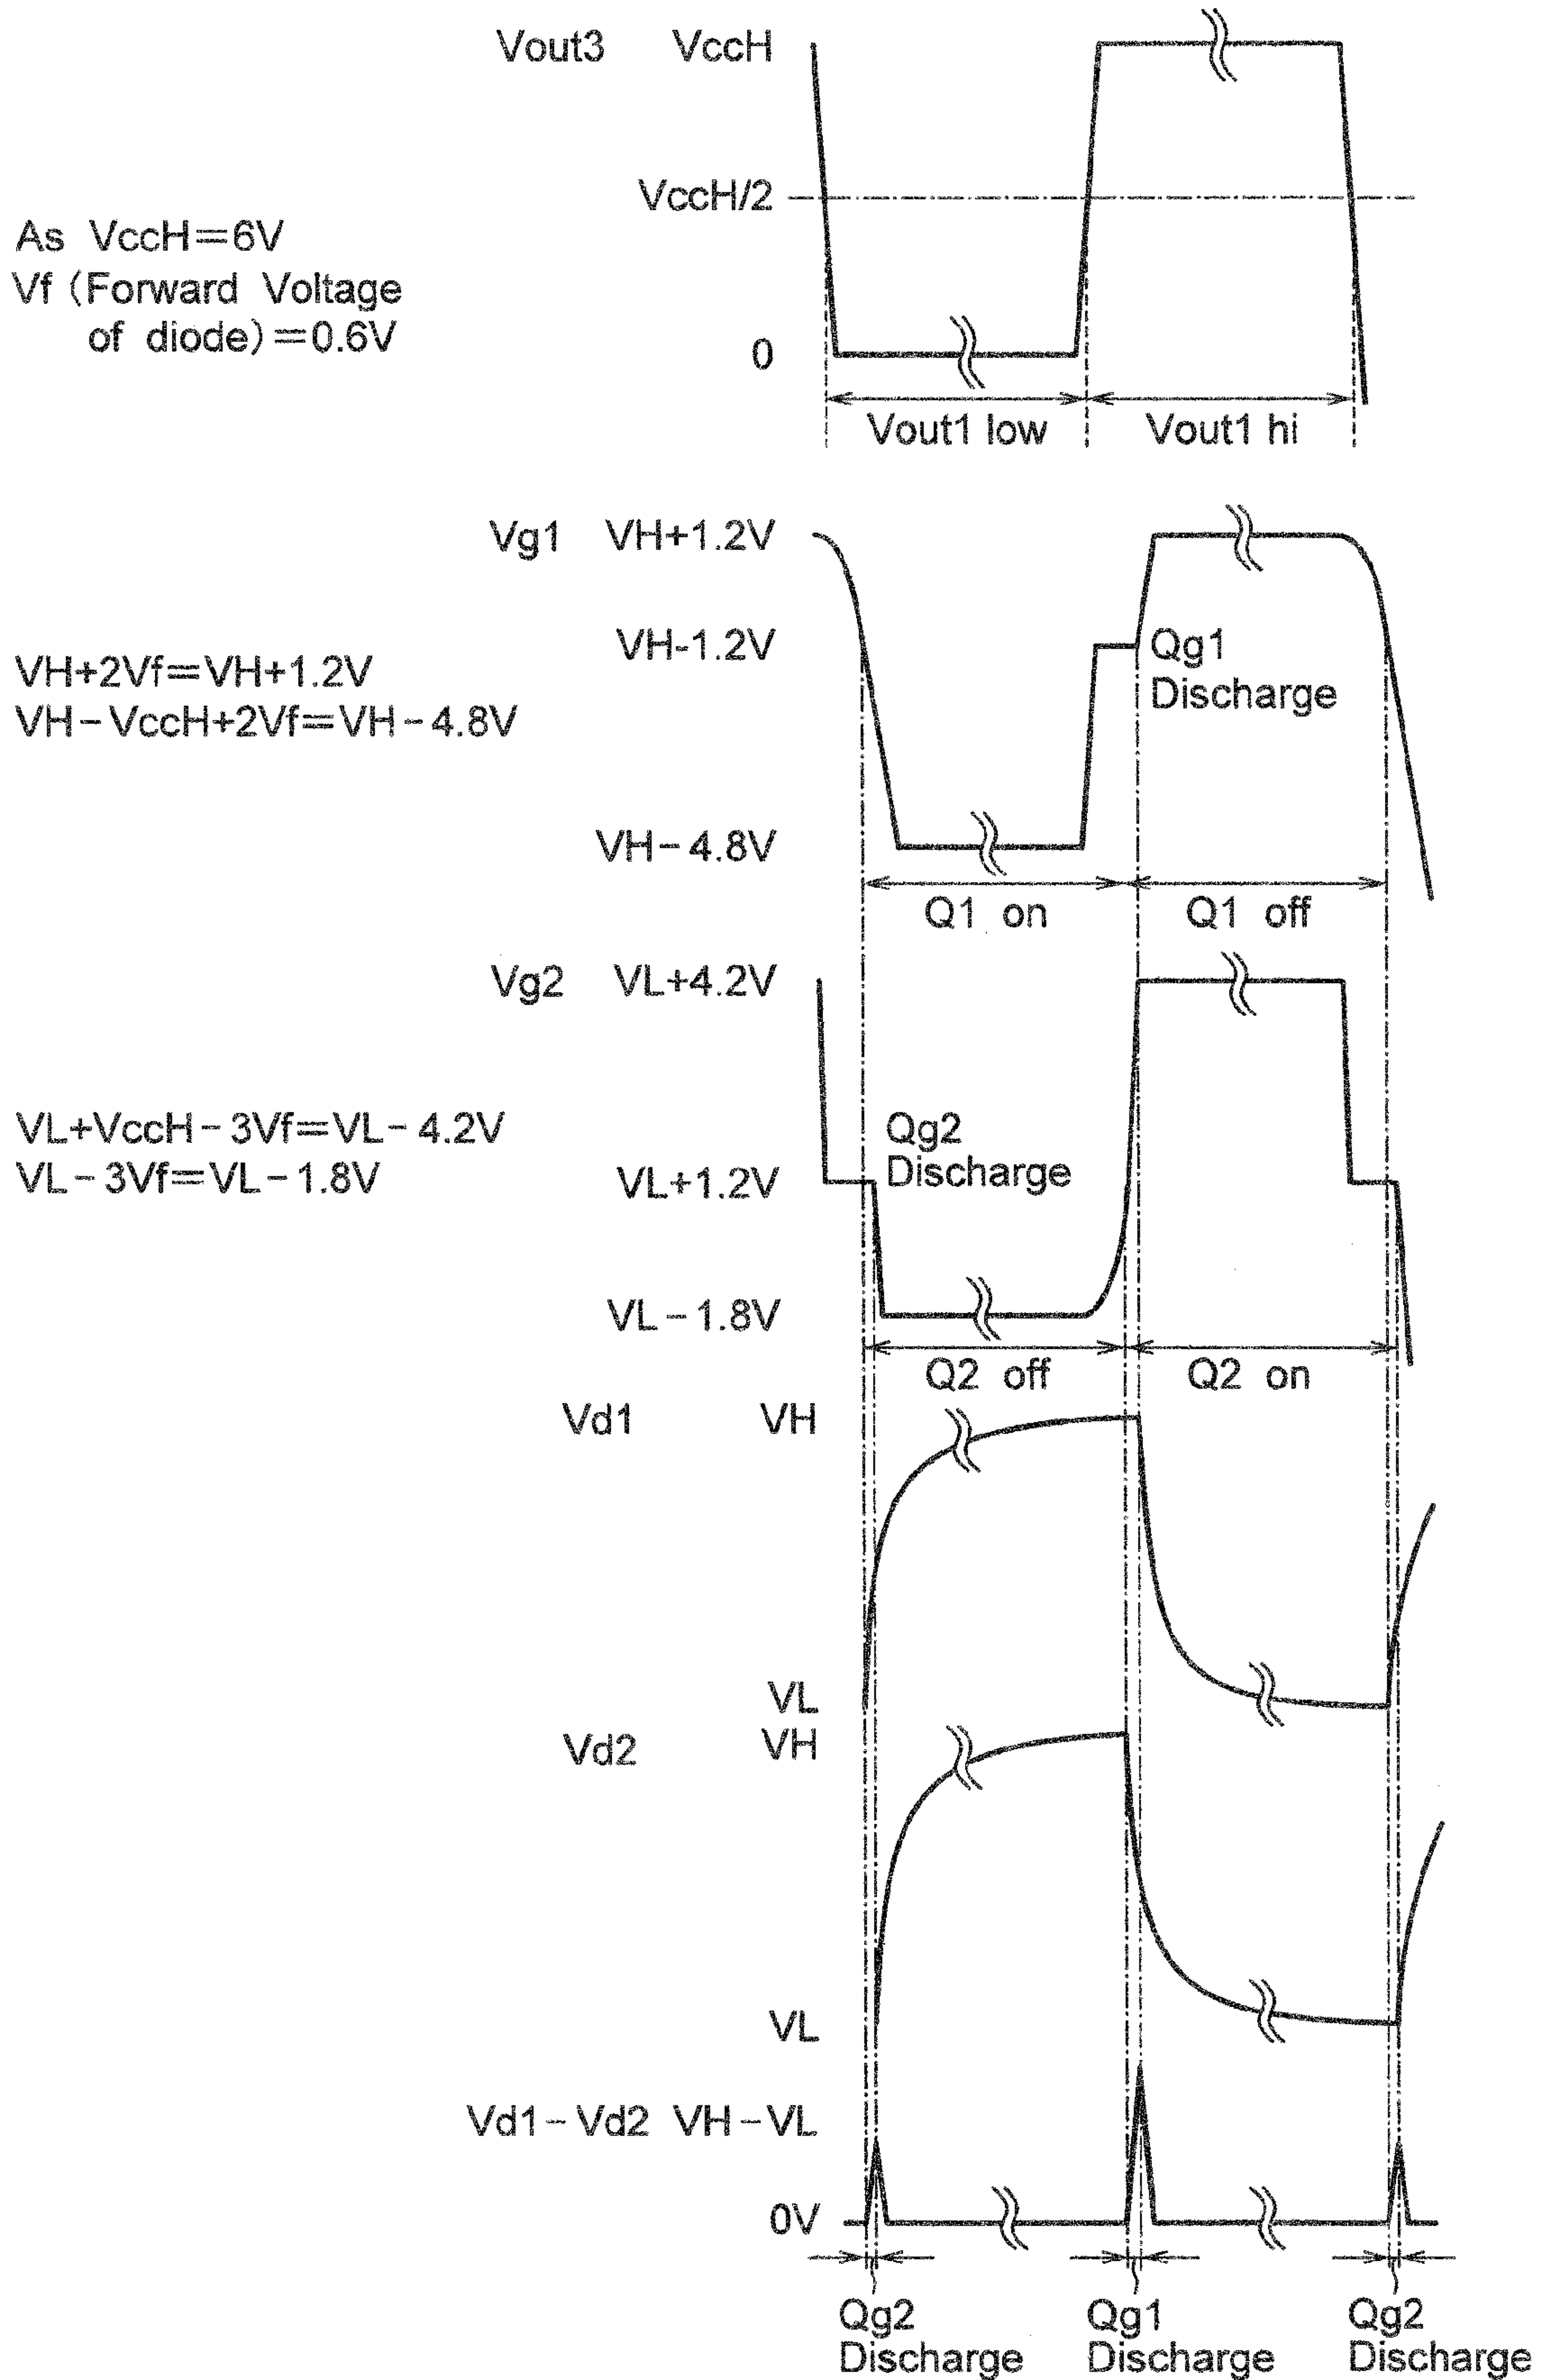 Vout3 VccH
VccH/2
As VccH=6V
Vf (Forward Voltage
of diode)=0.6V
0
Vout1 low Vout1 hi
Vg1 VH+1.2V
VH-1.2V
Qg1
Discharge
VH+2Vf=VH+1.2V
VH-VccH+2Vf=VH-4.8V
VH-4.8V
Q1 on Q1 off
Vg2 VL+4.2V
VL+VccH-3Vf=VL-4.2V
VL-3Vf=VL-1.8V
Qg2
Discharge
VL+1.2V
VL-1.8V
Q2 off Q2 on
Vd1 VH
VL
Vd2 VH
VL
Vd1-Vd2 VH-VL
0V
Qg2 Qg1 Qg2
Discharge Discharge Discharge